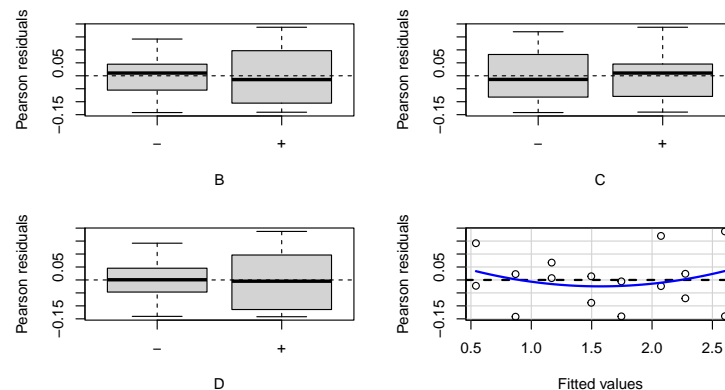 Pearson residuals
0.05
−0.15
−
+
B
Pearson residuals
0.05
−0.15
−
+
C
Pearson residuals
0.05
−0.15
−
+
D
Pearson residuals
0.05
−0.15
0.5 1.0 1.5 2.0 2.5
Fitted values